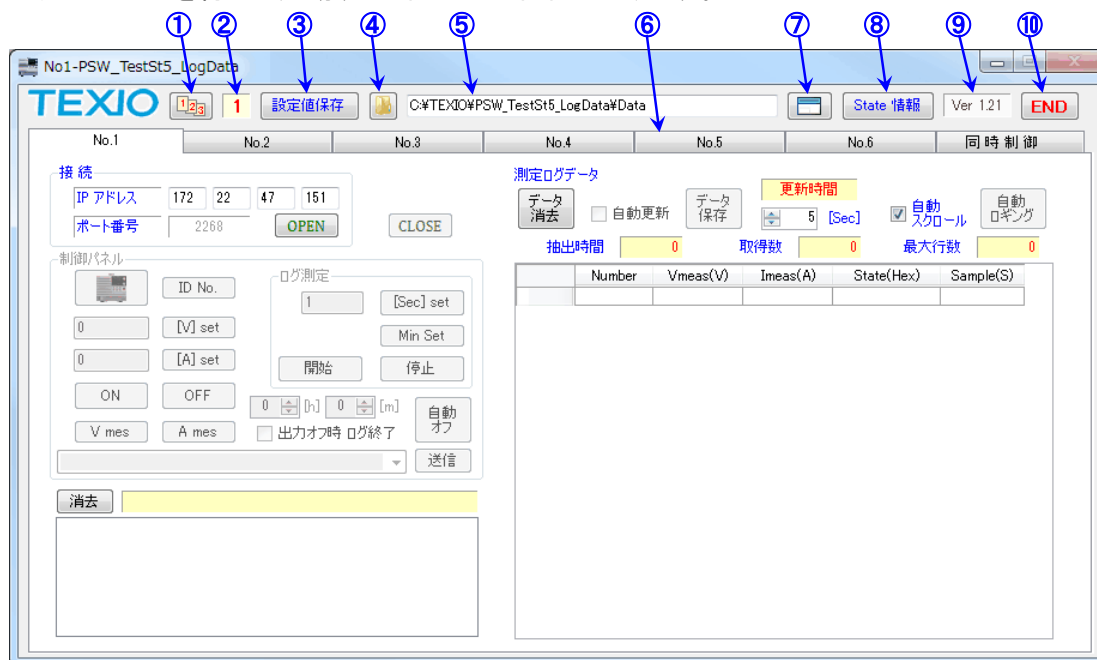 ① ② ③ ④ ⑤ ⑥ ⑦ ⑧ ⑨ ⑩
No1-PSW_TestSt5_LogData
TEXIO 123 1 設定値保存 C:¥TEXIO¥PSW_TestSt5_LogData¥Data State 情報 Ver 1.21 END
No.1 No.2 No.3 No.4 No.5 No.6 同時制御
接続
IP アドレス 172 22 47 151
ポート番号 2268 OPEN CLOSE
制御パネル
ID No.
0 [V] set
0 [A] set
ON OFF
V mes A mes
ログ測定
1 [Sec] set
Min Set
開始 停止
0 [h] 0 [m] 自動オフ
出力オフ時 ログ終了
送信
消去
測定ログデータ
データ消去 自動更新 データ保存 更新時間 5 [Sec] 自動スクロール 自動ロギング
抽出時間 0 取得数 0 最大行数 0
Number Vmeas(V) Imeas(A) State(Hex) Sample(S)